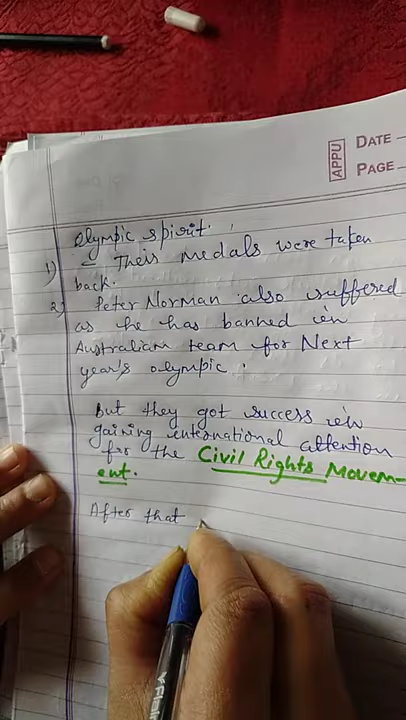 APPU
DATE -
PAGE -
Olympic spirit.
1) - Their medals were taken
back.
2) Peter Norman also suffered
as he has banned in
Australian team for Next
year's olympic.
But they got success in
gaining international attention
for the Civil Rights Movem-
ent.
After that